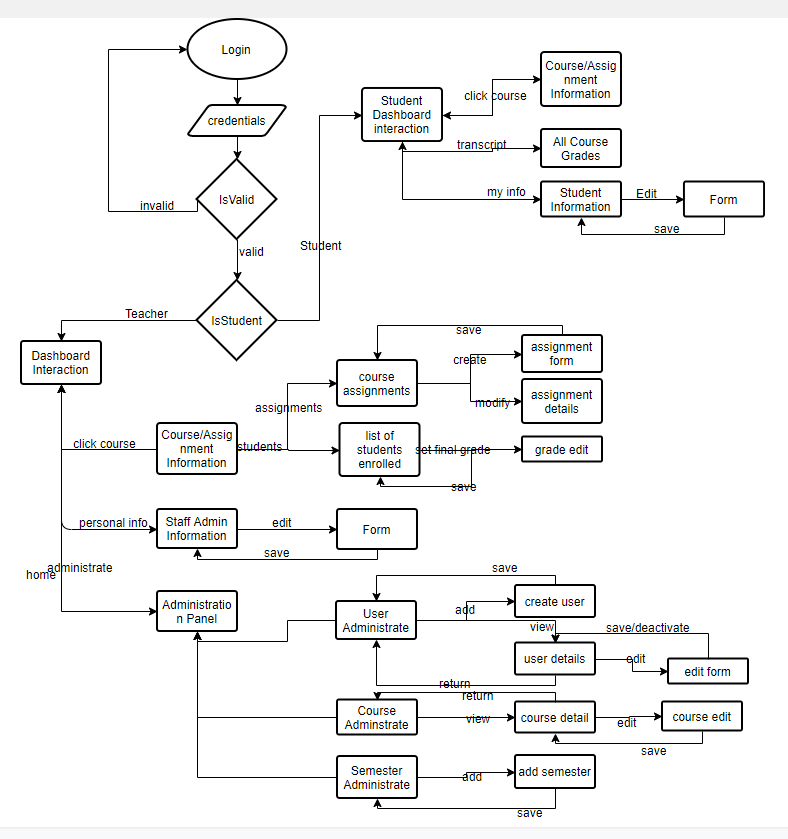 Login
credentials
IsValid
invalid
valid
IsStudent
Student
Teacher
Student
Dashboard
interaction
click course
Course/Assig
nment
Information
transcript
All Course
Grades
my info
Student
Information
Edit
Form
save
Dashboard
Interaction
click course
Course/Assig
nment
Information
assignments
students
course
assignments
save
create
assignment
form
modify
assignment
details
list of
students
enrolled
set final grade
grade edit
save
personal info
Staff Admin
Information
edit
Form
save
administrate
home
Administratio
n Panel
User
Administrate
save
add
create user
view
user details
save/deactivate
edit
edit form
return
return
Course
Adminstrate
view
course detail
edit
course edit
save
Semester
Administrate
add
add semester
save